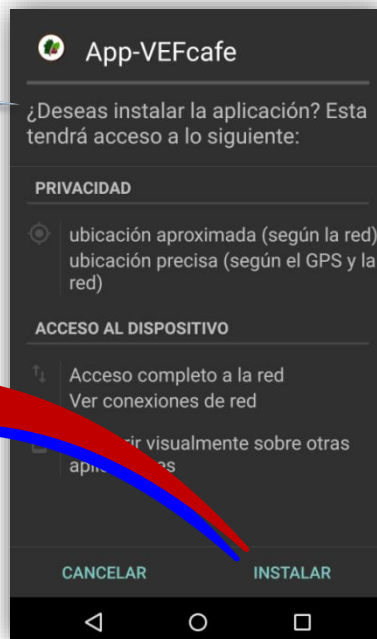 App-VEFcafe
¿Deseas instalar la aplicación? Esta
tendrá acceso a lo siguiente:
PRIVACIDAD
ubicación aproximada (según la red)
ubicación precisa (según el GPS y la
red)
ACCESO AL DISPOSITIVO
Acceso completo a la red
Ver conexiones de red
visualmente sobre otras
CANCELAR
INSTALAR